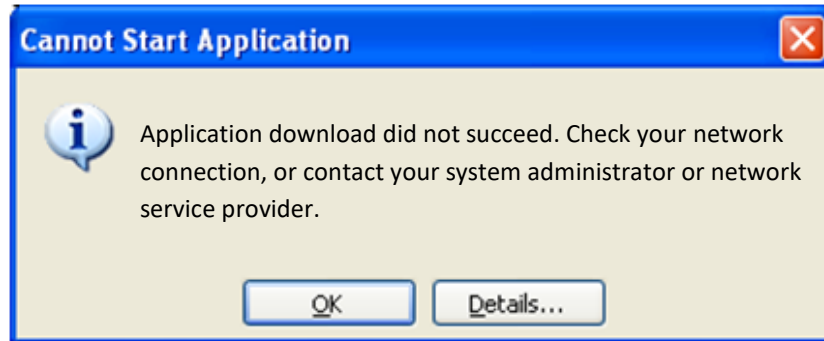 Cannot Start Application
Application download did not succeed. Check your network
connection, or contact your system administrator or network
service provider.
OK
Details...